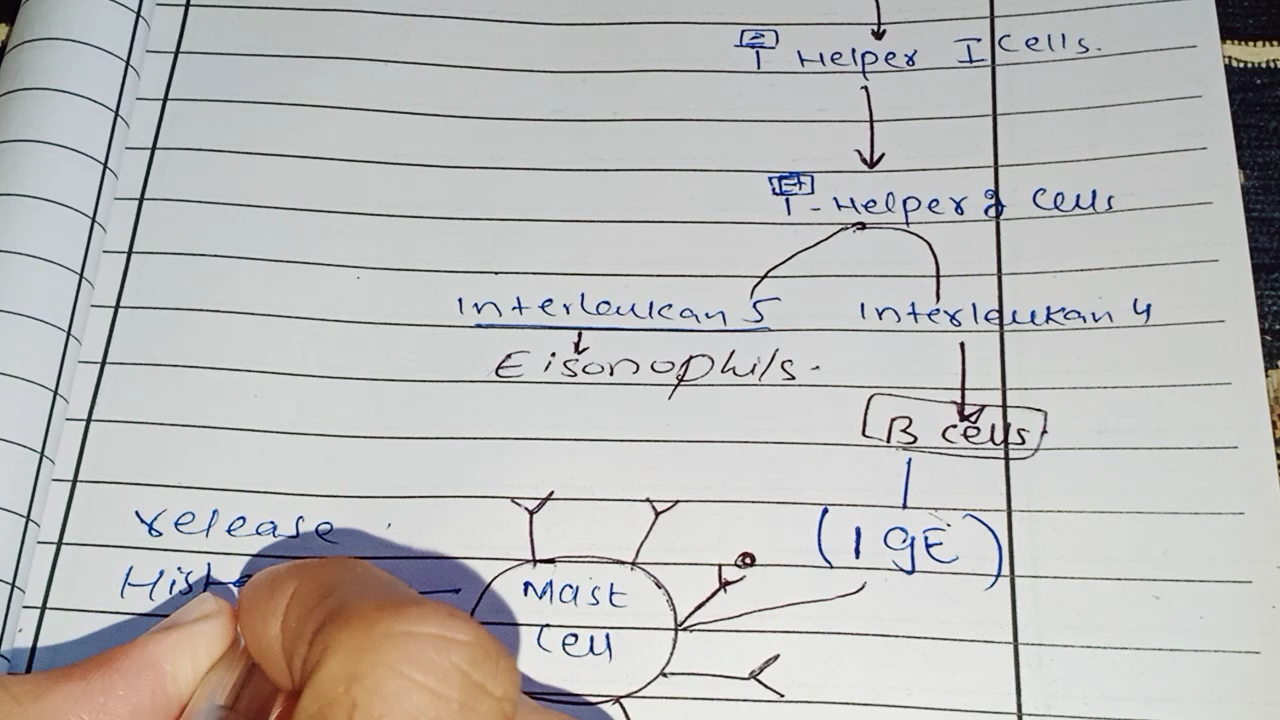 T Helper I cells.
T-Helper 2 cells
Interleukan 5 Interleukan 4
Eisonophils.
B cells
(IgE)
release
Mast
Cell